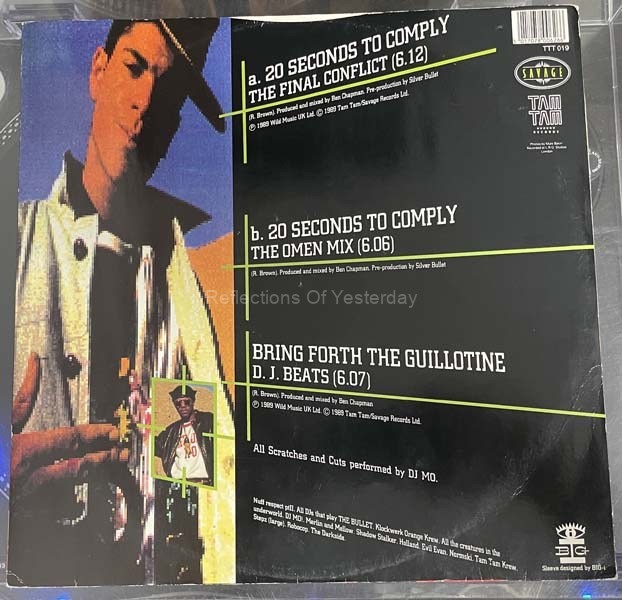 a. 20 SECONDS TO COMPLY
THE FINAL CONFLICT (6.12)
(R. Brown). Produced and mixed by Ben Chapman. Pre-production by Silver Bullet
℗ 1989 Wild Music UK Ltd. © 1989 Tam Tam/Savage Records Ltd.
TTT 019
SAVAGE
TAM
TAM
RECORDS
London
b. 20 SECONDS TO COMPLY
THE OMEN MIX (6.06)
(R. Brown). Produced and mixed by Ben Chapman. Pre-production by Silver Bullet
Reflections Of Yesterday
BRING FORTH THE GUILLOTINE
D. J. BEATS (6.07)
(R. Brown). Produced and mixed by Ben Chapman
℗ 1989 Wild Music UK Ltd. © 1989 Tam Tam/Savage Records Ltd.
All Scratches and Cuts performed by DJ MO.
Nuff respect ptII. All DJs that play THE BULLET. Klockwerk Orange Krew. All the creatures in the
underworld. DJ MO!. Merlin and Mellow. Shadow Stalker. Holland. Evil Evan. Normski. Tam Tam Krew.
Stepz (large). Robocop. The Darkside.
BIG
Sleeve designed by BIG-i